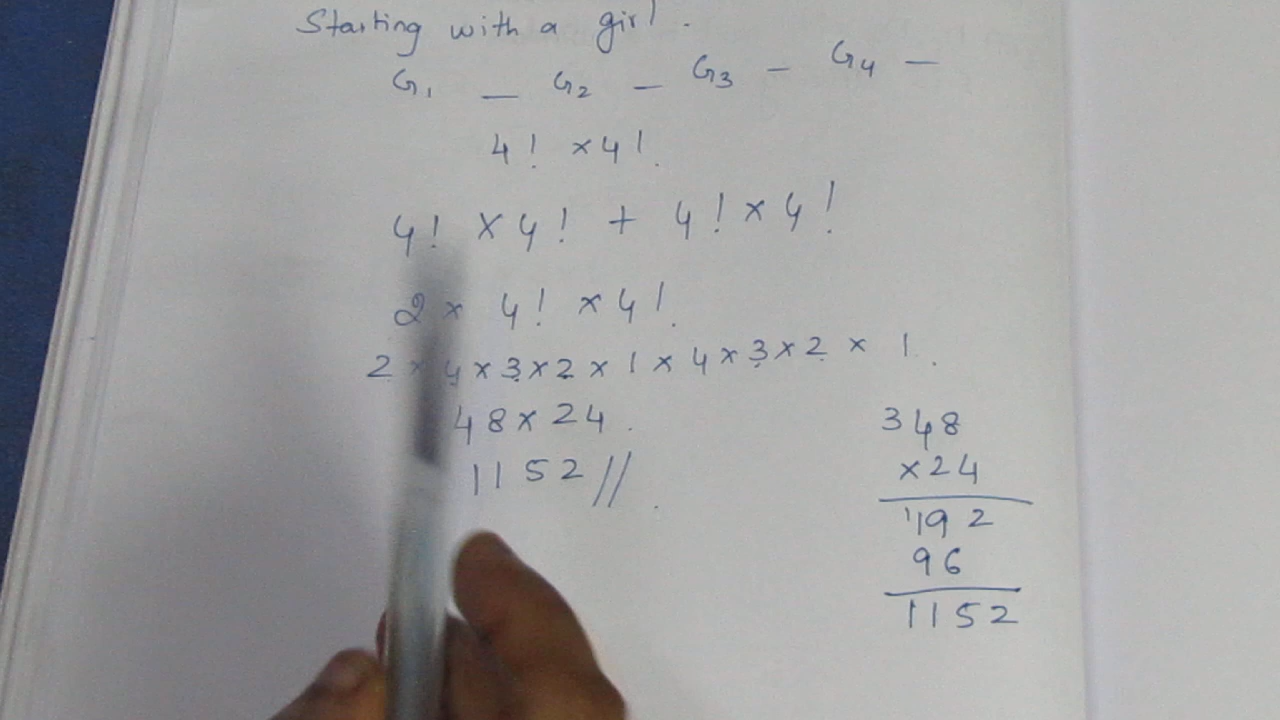 Starting with a girl.
G1 _ G2 _ G3 _ G4 _
4! × 4!.
4! × 4! + 4! × 4!
2 × 4! × 4!.
2 × 4 × 3 × 2 × 1 × 4 × 3 × 2 × 1.
48 × 24.
1152 //.
348
×24
192
96
1152